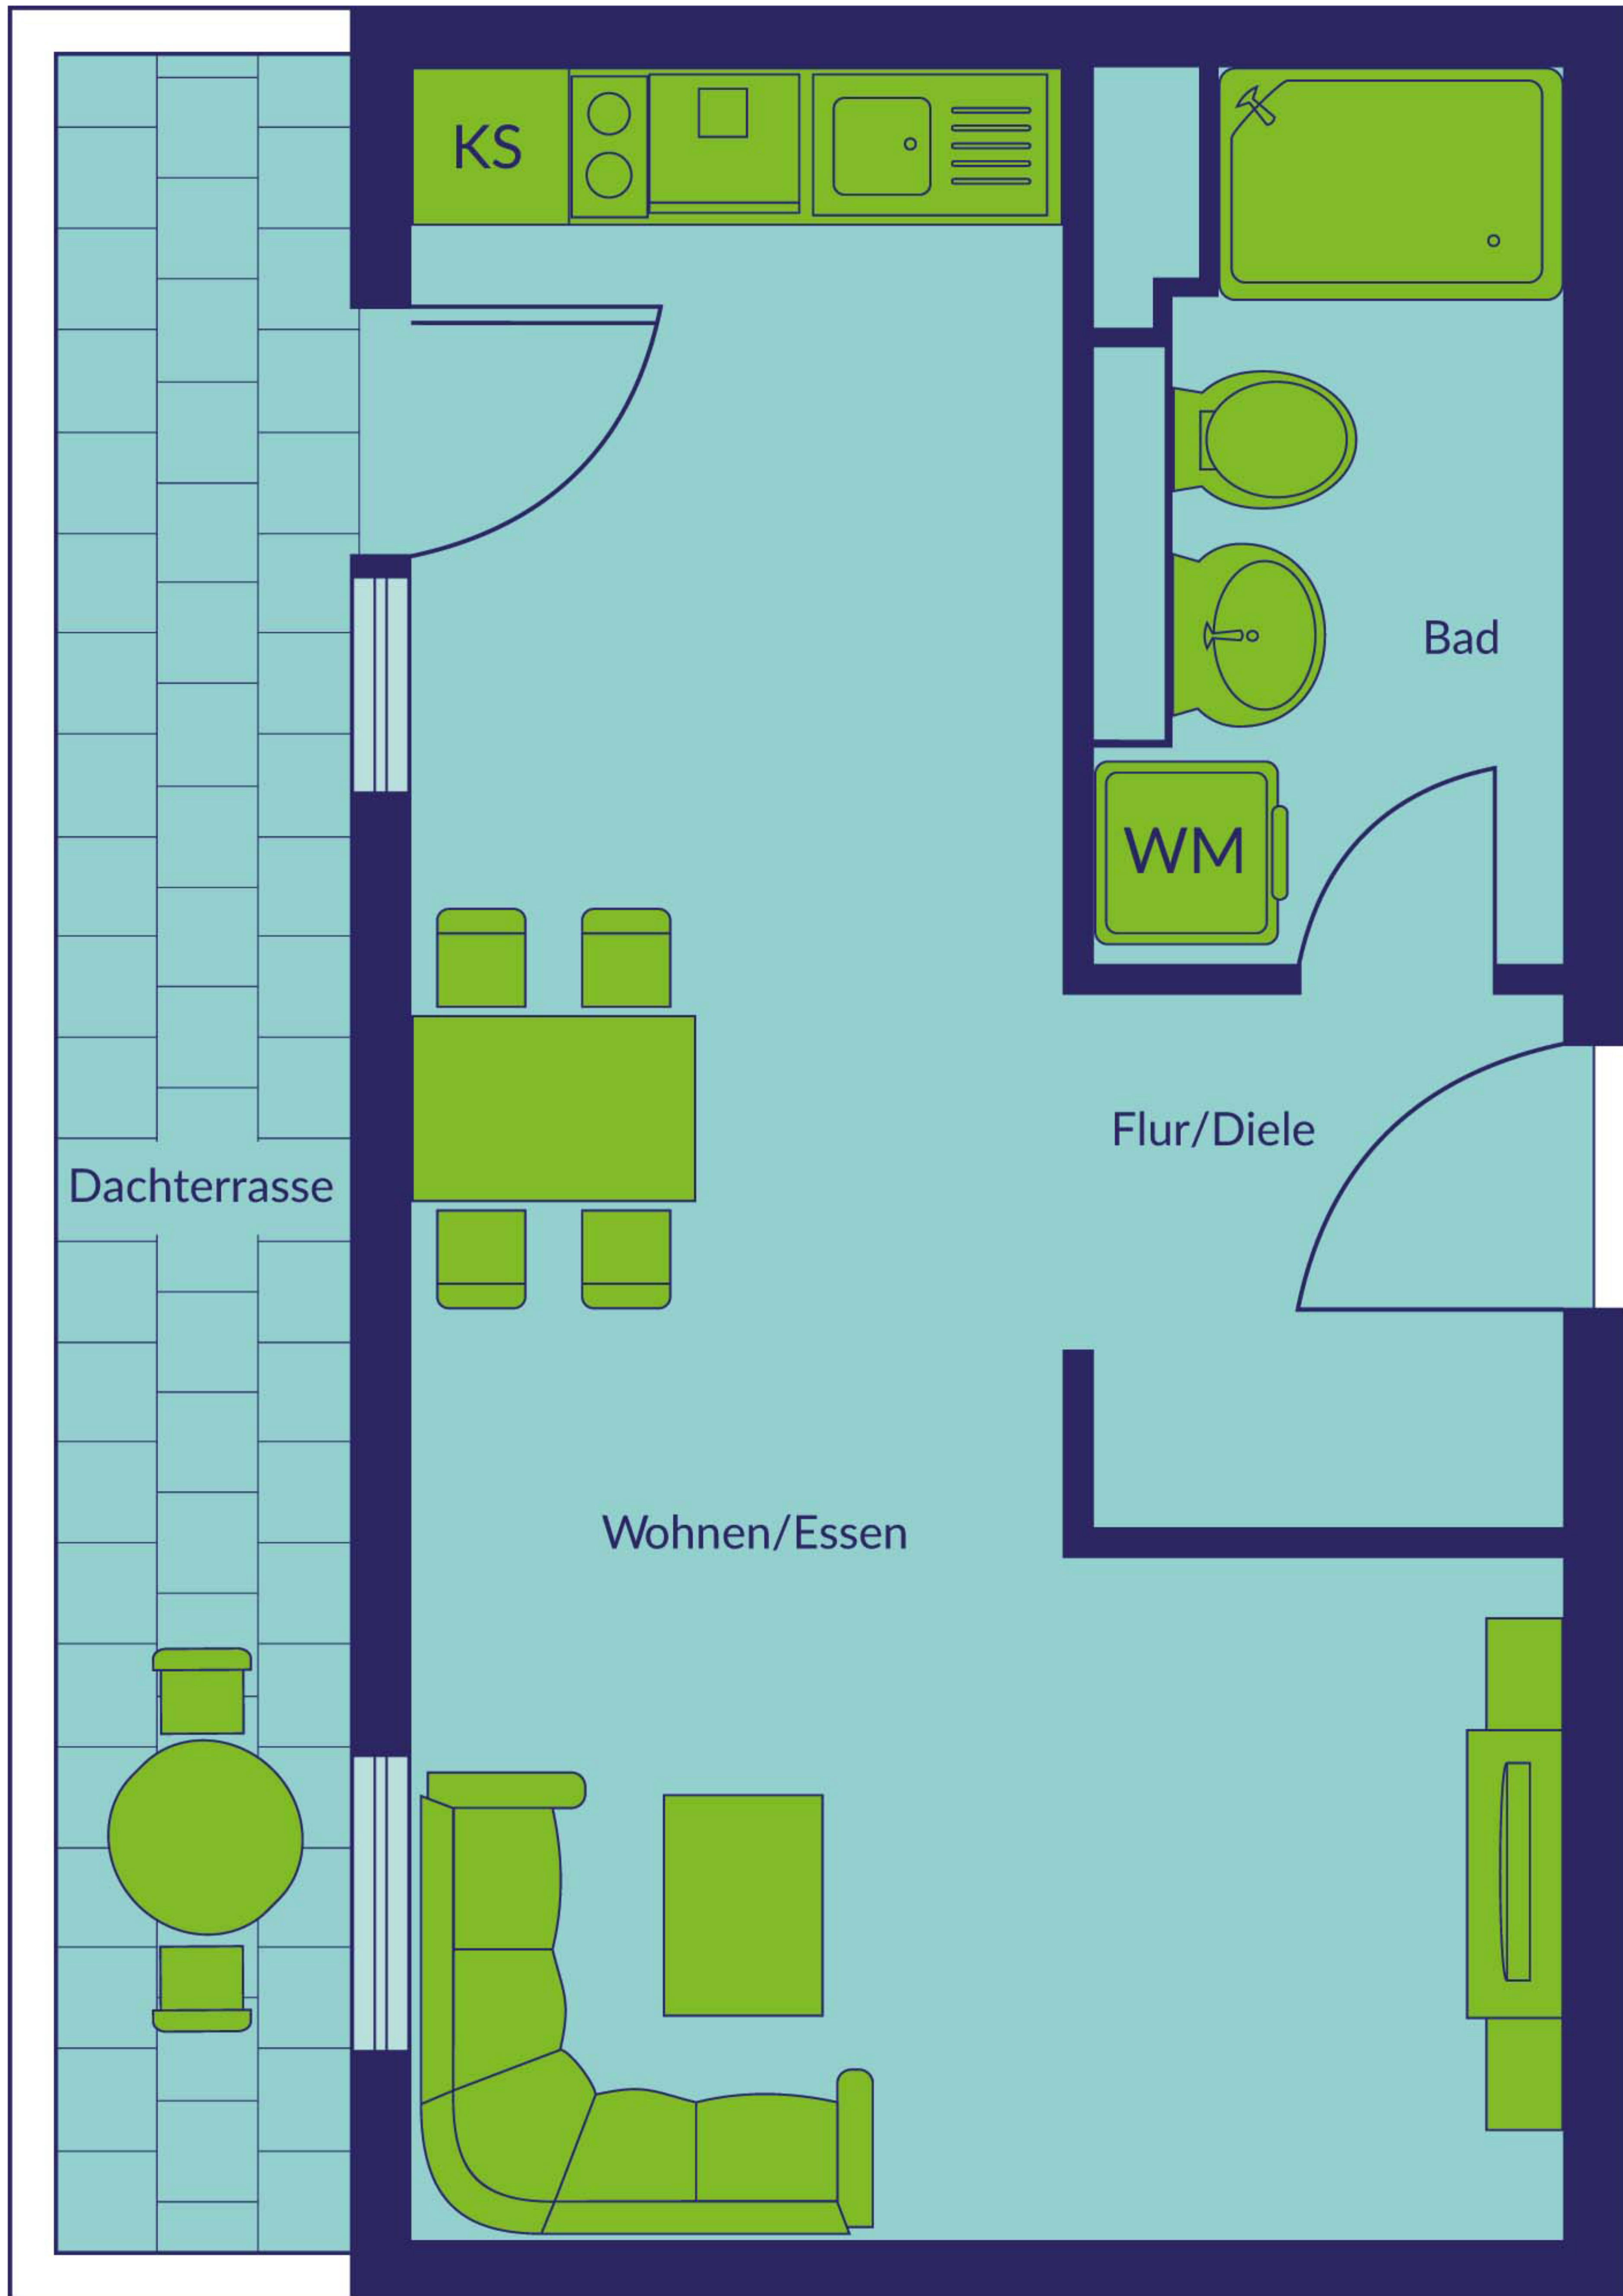 KS
Bad
WM
Flur/Diele
Dachterrasse
Wohnen/Essen